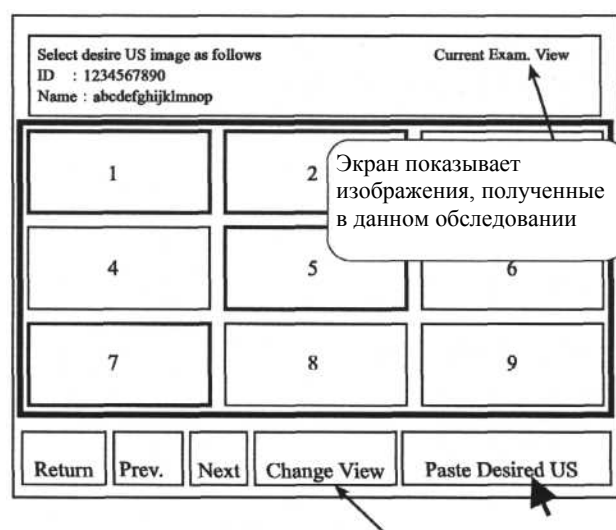 Select desire US image as follows
Current Exam. View
ID : 1234567890
Name : abcdefghijklmnop
1
2
Экран показывает
изображения, полученные
в данном обследовании
4
5
6
7
8
9
Return
Prev.
Next
Change View
Paste Desired US